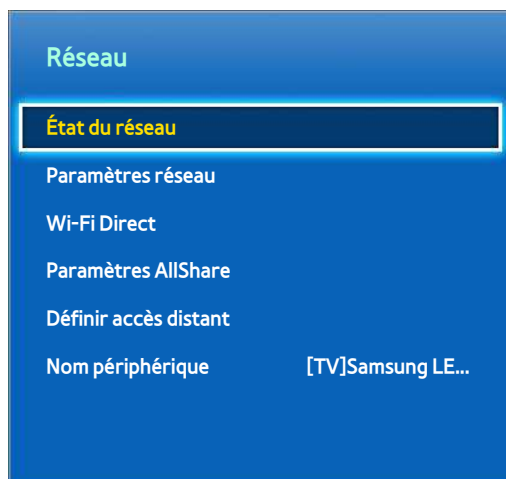 Réseau
État du réseau
Paramètres réseau
Wi-Fi Direct
Paramètres AllShare
Définir accès distant
Nom périphérique [TV]Samsung LE...